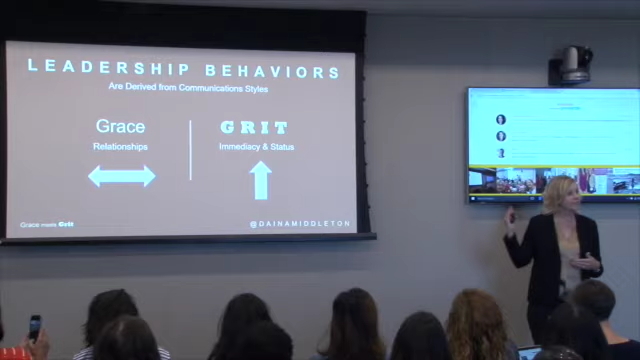 LEADERSHIP BEHAVIORS
Are Derived from Communications Styles
Grace
Relationships
GRIT
Immediacy & Status
Grace meets Grit
@DAINAMIDDLETON